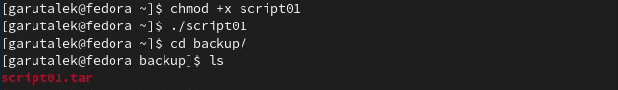 [garutalek@fedora ~]$ chmod +x script01
[garutalek@fedora ~]$ ./script01
[garutalek@fedora ~]$ cd backup/
[garutalek@fedora backup]$ ls
script01.tar